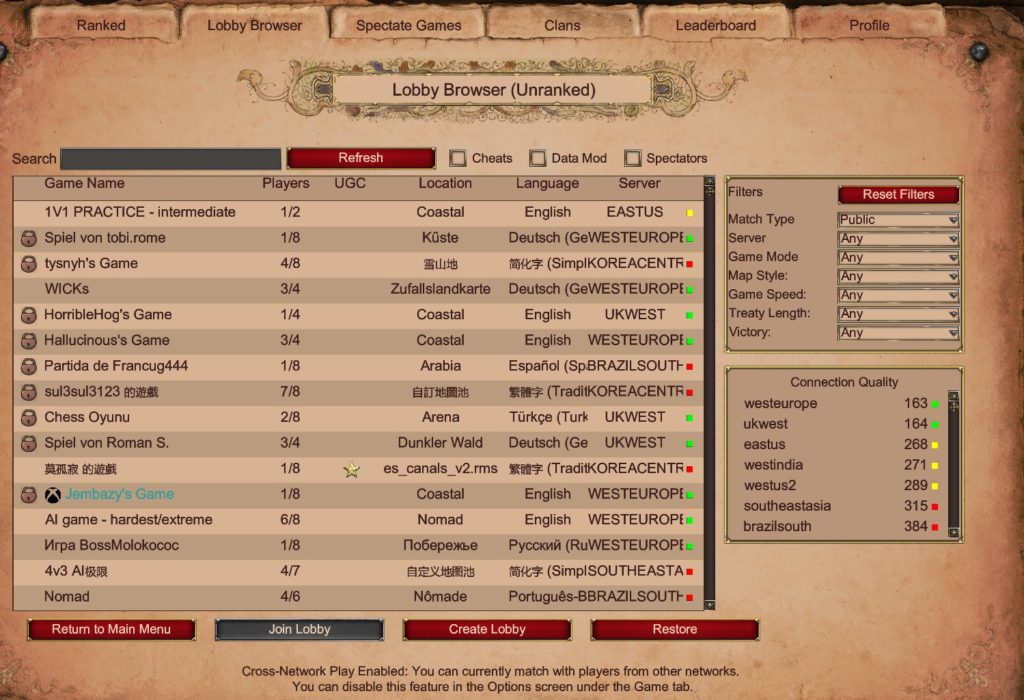 Ranked Lobby Browser Spectate Games Clans Leaderboard Profile
Lobby Browser (Unranked)
Search Refresh Cheats Data Mod Spectators
Game Name Players UGC Location Language Server
1V1 PRACTICE - intermediate 1/2 Coastal English EASTUS
Spiel von tobi.rome 1/8 Küste Deutsch (Ge WESTEUROPE
tysnyh's Game 4/8 雪山地 简化字 (Simpl KOREACENTR
WICKs 3/4 Zufallslandkarte Deutsch (Ge WESTEUROPE
HorribleHog's Game 1/4 Coastal English UKWEST
Hallucinous's Game 3/4 Coastal English WESTEUROPE
Partida de Francug444 1/8 Arabia Español (Sp BRAZILSOUTH
sul3sul3123 的遊戲 7/8 自訂地圖池 繁體字 (Tradit KOREACENTR
Chess Oyunu 2/8 Arena Türkçe (Turk UKWEST
Spiel von Roman S. 3/4 Dunkler Wald Deutsch (Ge UKWEST
莫孤寂 的遊戲 1/8 es_canals_v2.rms 繁體字 (Tradit KOREACENTR
Jembazy's Game 1/8 Coastal English WESTEUROPE
AI game - hardest/extreme 6/8 Nomad English WESTEUROPE
Игра BossMolokococ 1/8 Побережье Русский (Ru WESTEUROPE
4v3 AI极限 4/7 自定义地图池 简化字 (Simpl SOUTHEASTA
Nomad 4/6 Nômade Português-B BRAZILSOUTH
Filters Reset Filters
Match Type Public
Server Any
Game Mode Any
Map Style: Any
Game Speed: Any
Treaty Length: Any
Victory: Any
Connection Quality
westeurope 163
ukwest 164
eastus 268
westindia 271
westus2 289
southeastasia 315
brazilsouth 384
Return to Main Menu Join Lobby Create Lobby Restore
Cross-Network Play Enabled: You can currently match with players from other networks.
You can disable this feature in the Options screen under the Game tab.